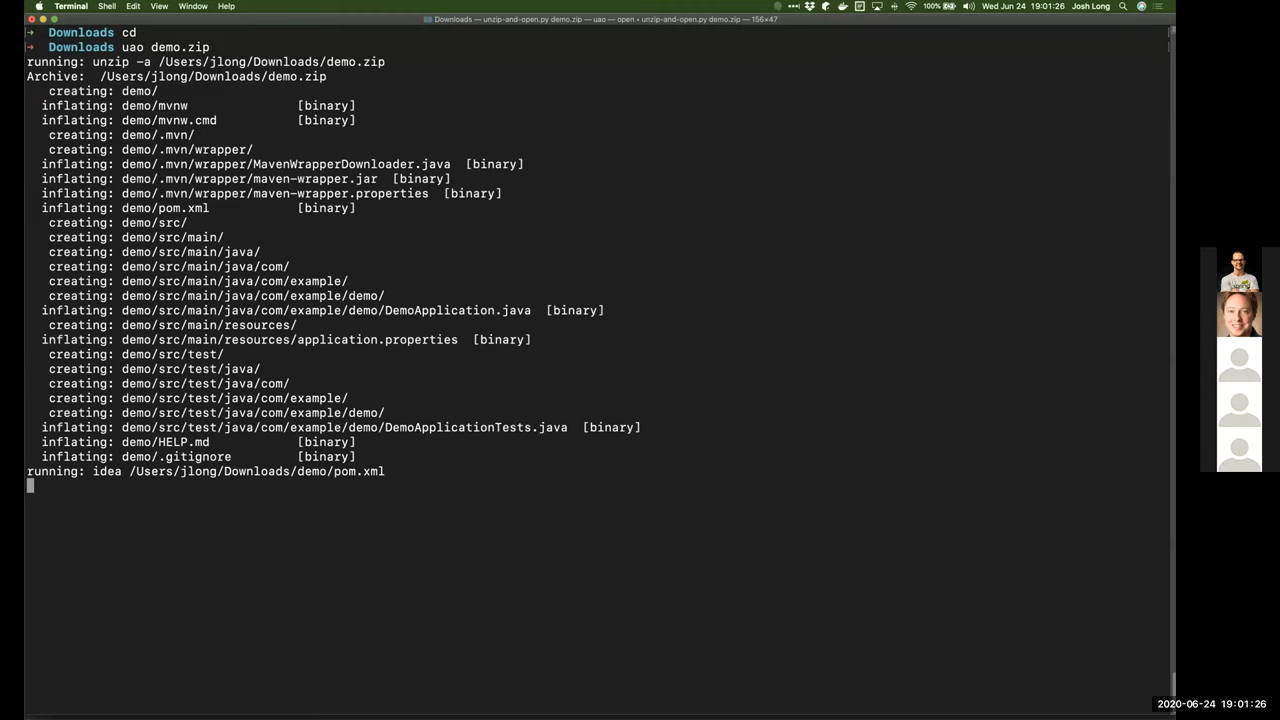 Terminal Shell Edit View Window Help 100% Wed Jun 24 19:01:26 Josh Long
Downloads — unzip-and-open.py demo.zip — uao — open • unzip-and-open.py demo.zip — 156×47
➜ Downloads cd
➜ Downloads uao demo.zip
running: unzip -a /Users/jlong/Downloads/demo.zip
Archive: /Users/jlong/Downloads/demo.zip
creating: demo/
inflating: demo/mvnw [binary]
inflating: demo/mvnw.cmd [binary]
creating: demo/.mvn/
creating: demo/.mvn/wrapper/
inflating: demo/.mvn/wrapper/MavenWrapperDownloader.java [binary]
inflating: demo/.mvn/wrapper/maven-wrapper.jar [binary]
inflating: demo/.mvn/wrapper/maven-wrapper.properties [binary]
inflating: demo/pom.xml [binary]
creating: demo/src/
creating: demo/src/main/
creating: demo/src/main/java/
creating: demo/src/main/java/com/
creating: demo/src/main/java/com/example/
creating: demo/src/main/java/com/example/demo/
inflating: demo/src/main/java/com/example/demo/DemoApplication.java [binary]
creating: demo/src/main/resources/
inflating: demo/src/main/resources/application.properties [binary]
creating: demo/src/test/
creating: demo/src/test/java/
creating: demo/src/test/java/com/
creating: demo/src/test/java/com/example/
creating: demo/src/test/java/com/example/demo/
inflating: demo/src/test/java/com/example/demo/DemoApplicationTests.java [binary]
inflating: demo/HELP.md [binary]
inflating: demo/.gitignore [binary]
running: idea /Users/jlong/Downloads/demo/pom.xml
2020-06-24 19:01:26